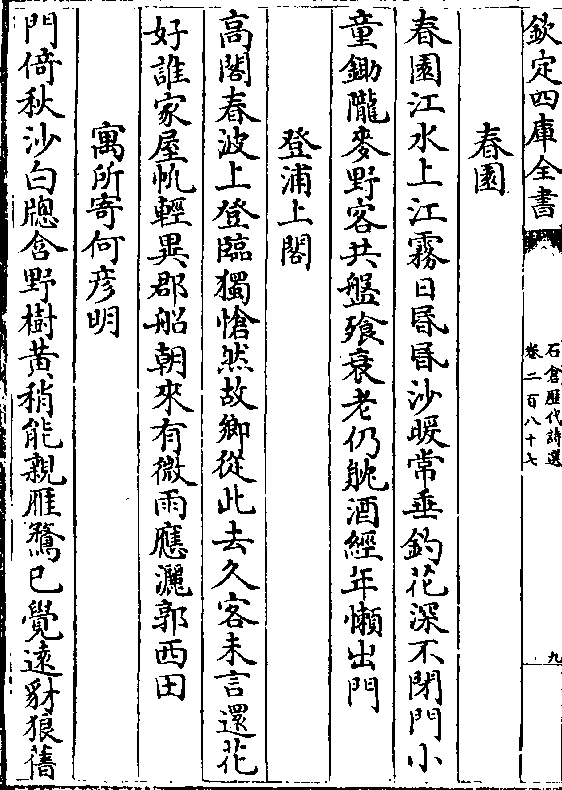 欽定四庫全書
石倉歷代詩選
卷二百八十七
九
春園
春園江水上江霧日昬昬沙暖常垂釣花深不閉門小
童鋤隴麥野客共盤飱衰老仍躭酒經年懶出門
登浦上閣
高閣春波上登臨獨愴然故鄉從此去久客未言還花
好誰家屋帆輕異郡船朝來有微雨應灑郭西田
寓所寄何彦明
門倚秋沙白牕含野樹黄稍能親雁鶩已覺遠豺狼舊